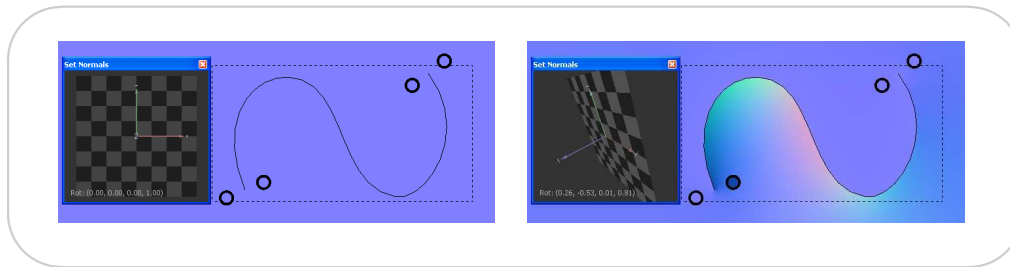 Set Normals
Rot: (0.00, 0.00, 0.00, 1.00)
Set Normals
Rot: (0.26, -0.53, 0.01, 0.81)